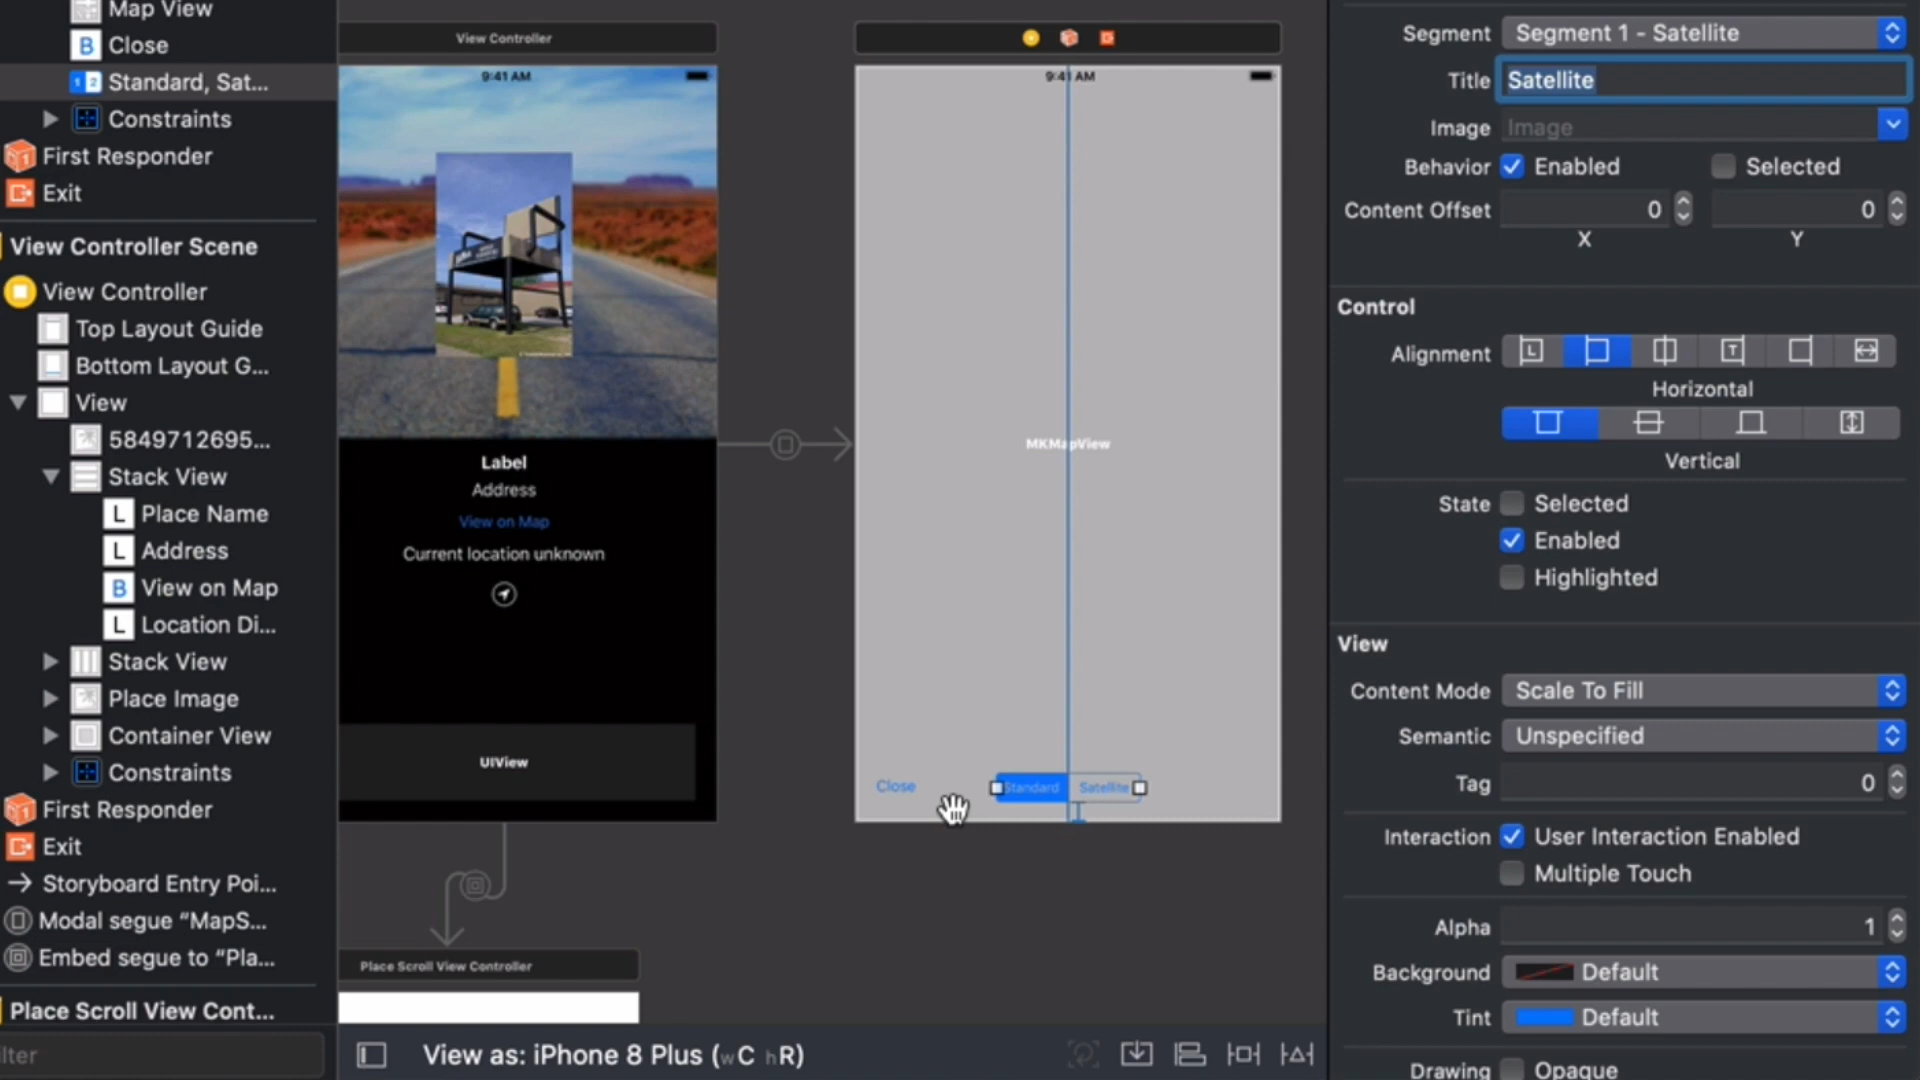 Map View
B Close
1 2 Standard, Sat...
Constraints
First Responder
Exit
View Controller Scene
View Controller
Top Layout Guide
Bottom Layout G...
View
5849712695...
Stack View
L Place Name
L Address
B View on Map
L Location Di...
Stack View
Place Image
Container View
Constraints
First Responder
Exit
Storyboard Entry Poi...
Modal segue “MapS...
Embed segue to “Pla...
Place Scroll View Cont...
lter
View Controller
9:41 AM
Label
Address
View on Map
Current location unknown
UIView
Place Scroll View Controller
9:41 AM
MKMapView
Close
Standard
Satellite
View as: iPhone 8 Plus (wC hR)
Segment Segment 1 - Satellite
Title Satellite
Image Image
Behavior Enabled Selected
Content Offset 0 0
X Y
Control
Alignment L T
Horizontal
Vertical
State Selected
Enabled
Highlighted
View
Content Mode Scale To Fill
Semantic Unspecified
Tag 0
Interaction User Interaction Enabled
Multiple Touch
Alpha 1
Background Default
Tint Default
Drawing Opaque